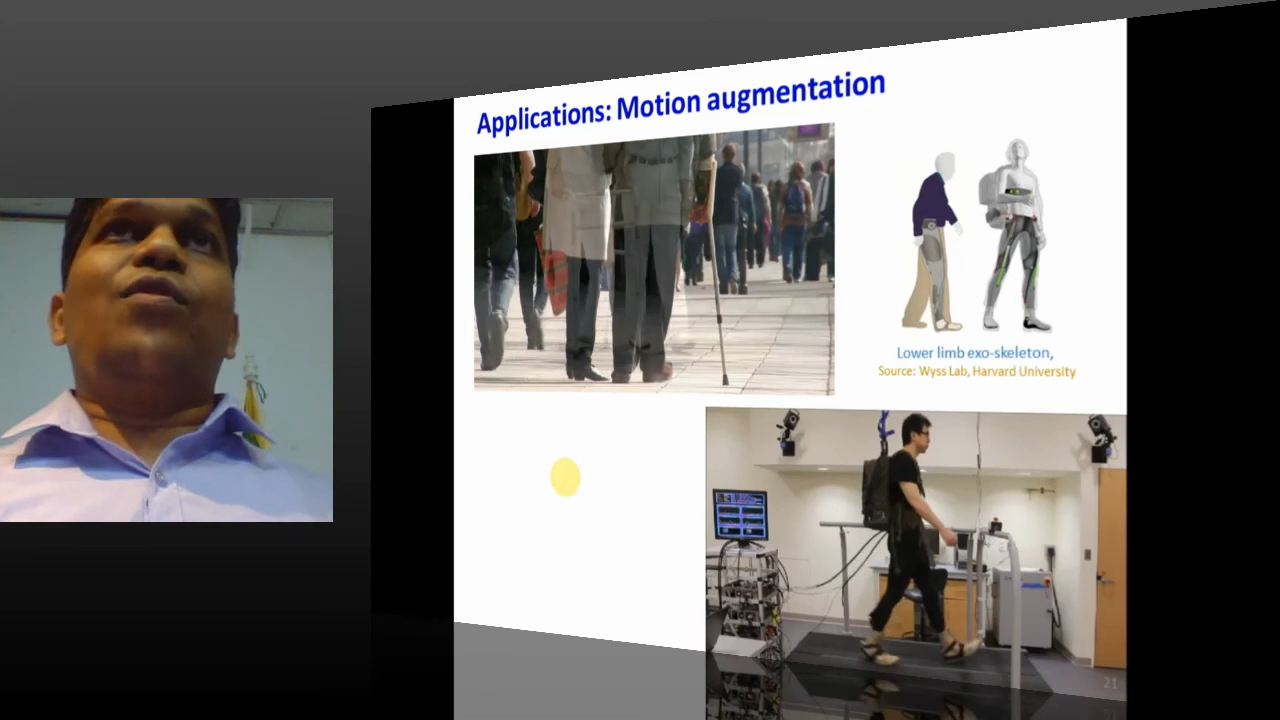 Applications: Motion augmentation
Lower limb exo-skeleton,
Source: Wyss Lab, Harvard University
21